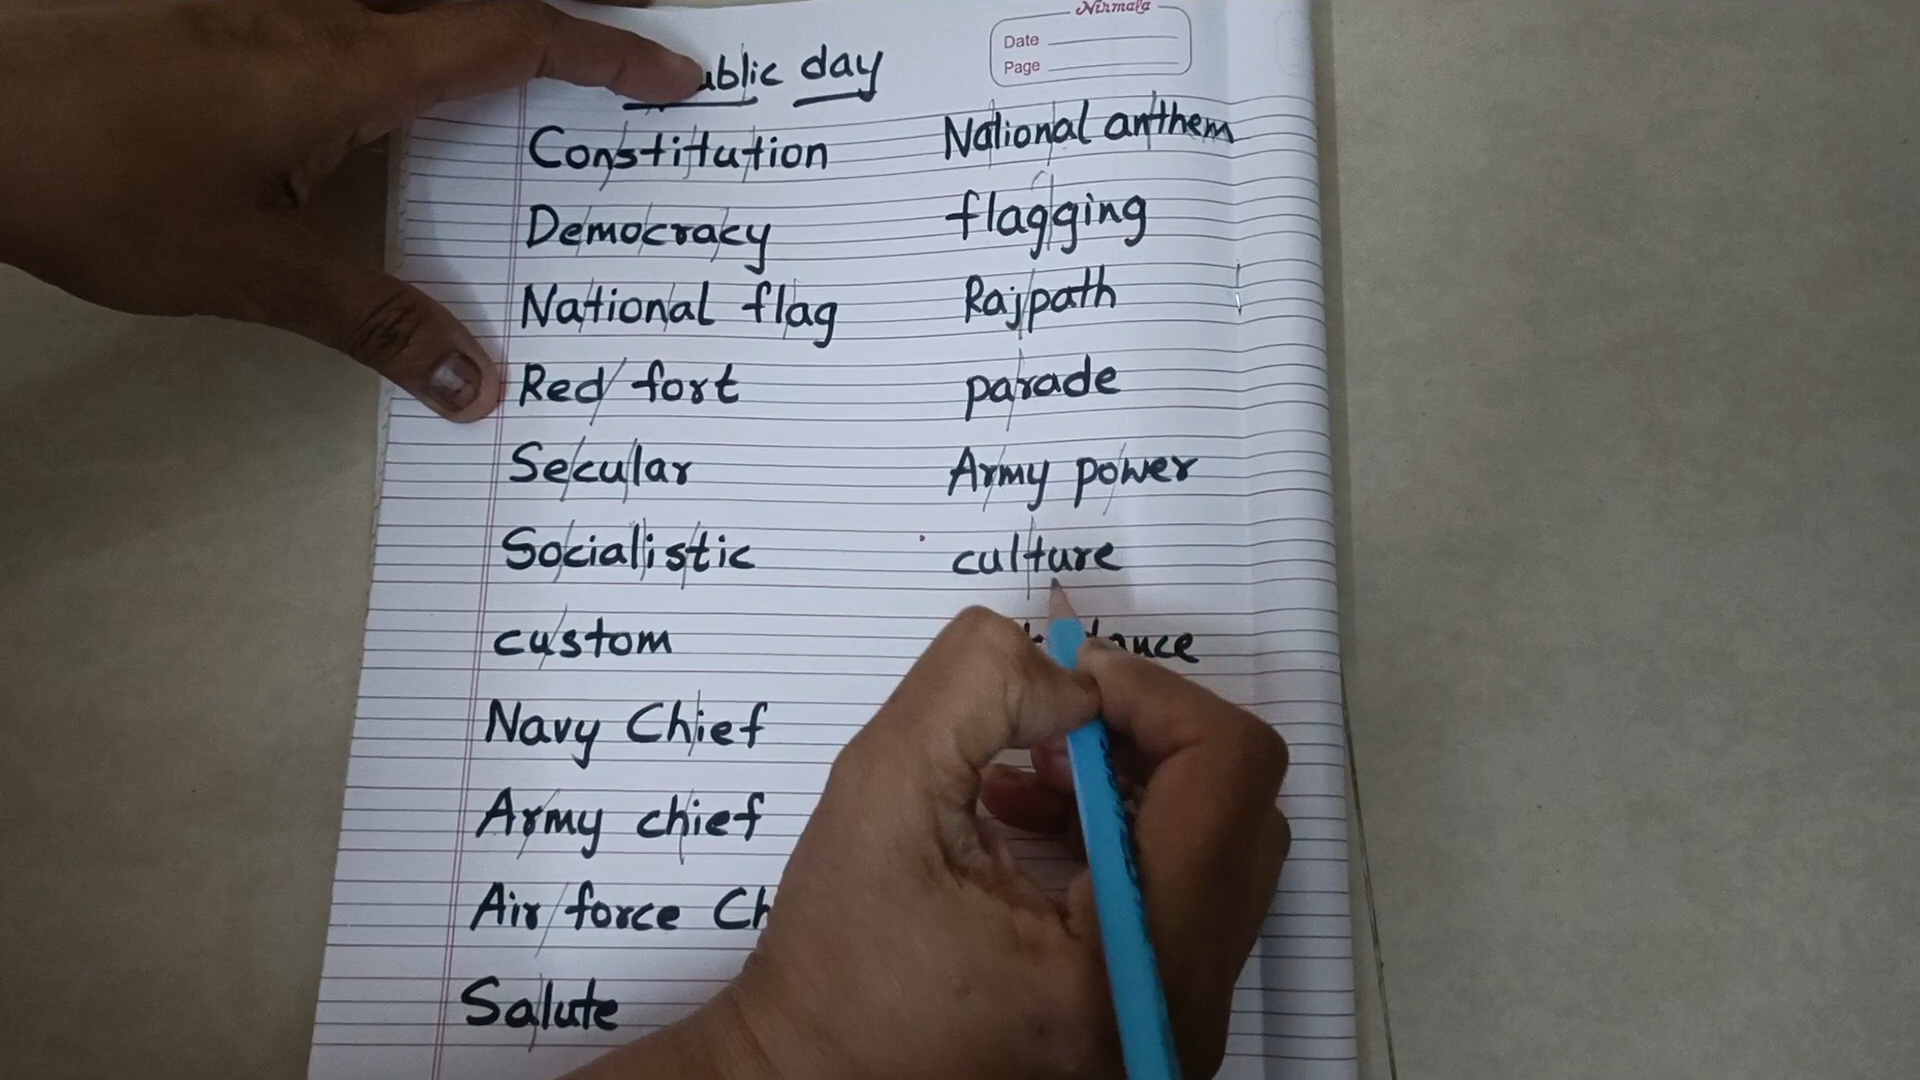 Nirmala
Date
Page
day
Constitution
Democracy
National flag
Red fort
Secular
Socialistic
custom
Navy Chief
Army chief
Air force
Salute
National anthem
flagging
Rajpath
parade
Army power
culture